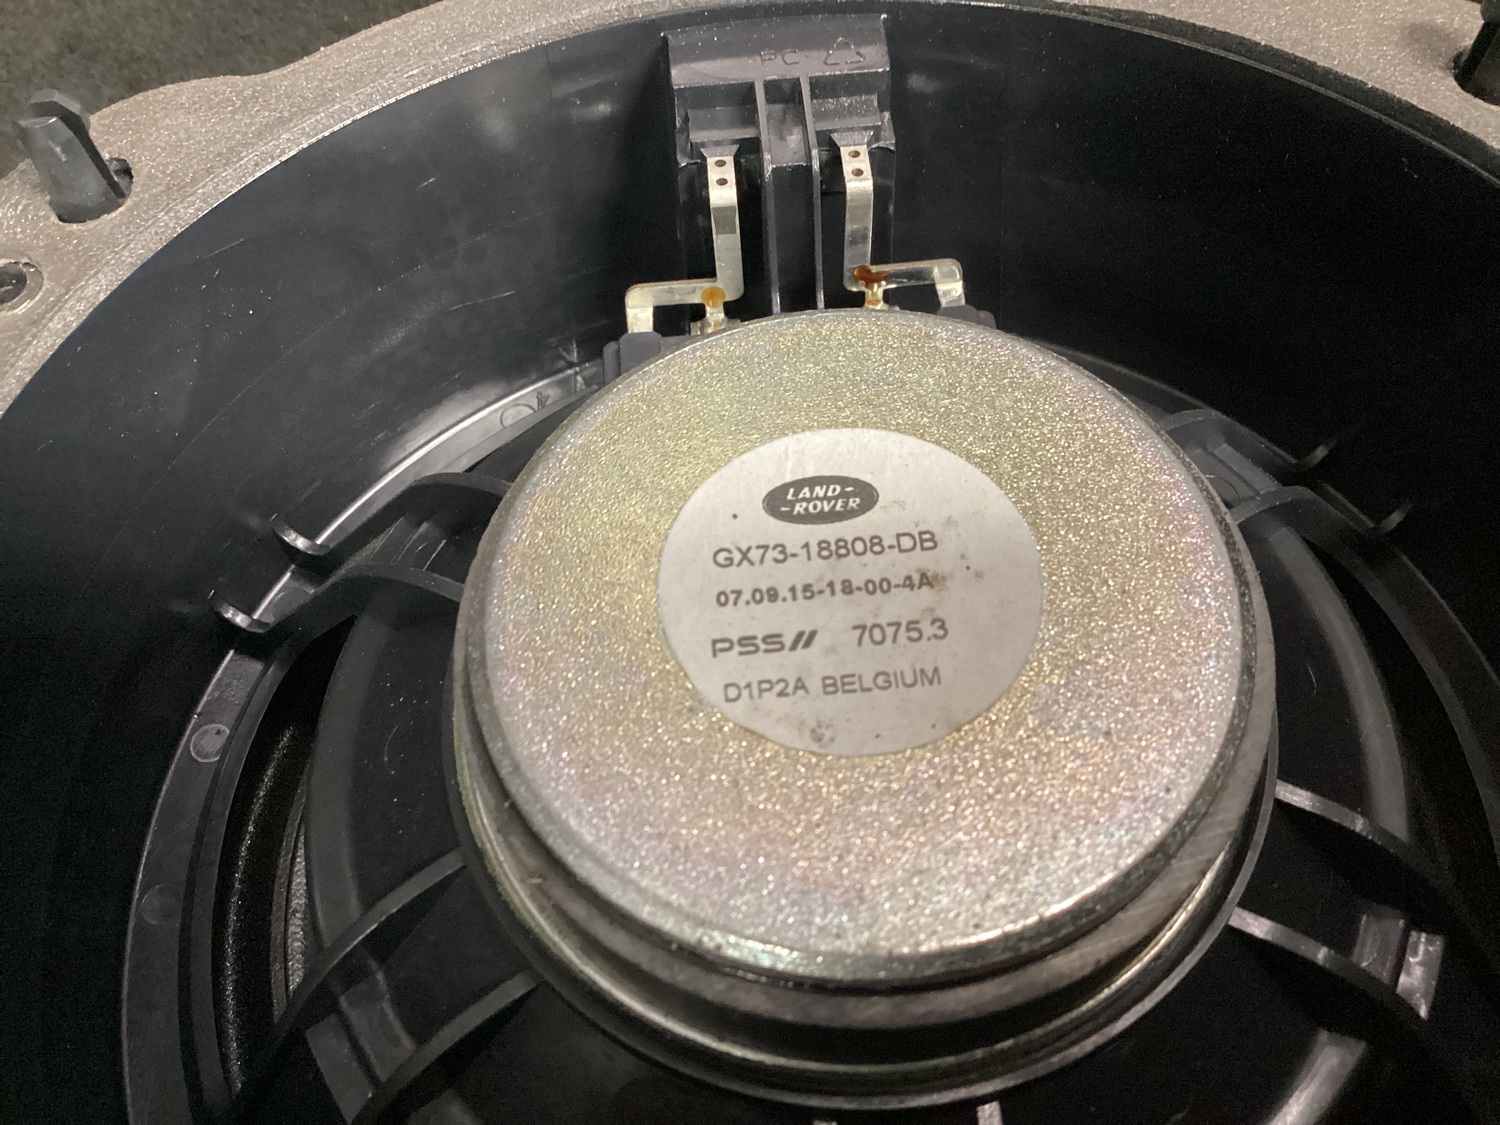 PC
LAND-
-ROVER
GX73-18808-DB
07.09.15-18-00-4A
PSS// 7075.3
D1P2A BELGIUM